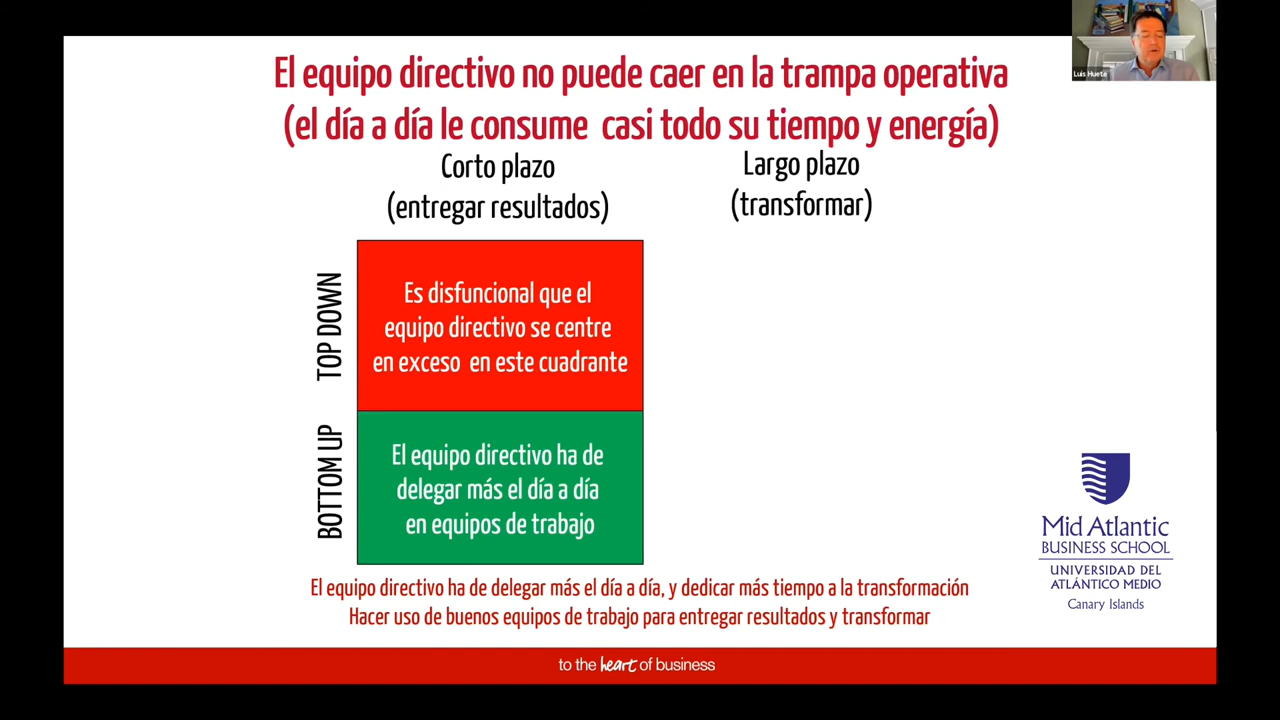 Luis Huete
El equipo directivo no puede caer en la trampa operativa
(el día a día le consume casi todo su tiempo y energía)
Corto plazo
(entregar resultados)
Largo plazo
(transformar)
TOP DOWN
Es disfuncional que el
equipo directivo se centre
en exceso en este cuadrante
BOTTOM UP
El equipo directivo ha de
delegar más el día a día
en equipos de trabajo
Mid Atlantic
BUSINESS SCHOOL
UNIVERSIDAD DEL
ATLÁNTICO MEDIO
Canary Islands
El equipo directivo ha de delegar más el día a día, y dedicar más tiempo a la transformación
Hacer uso de buenos equipos de trabajo para entregar resultados y transformar
to the heart of business